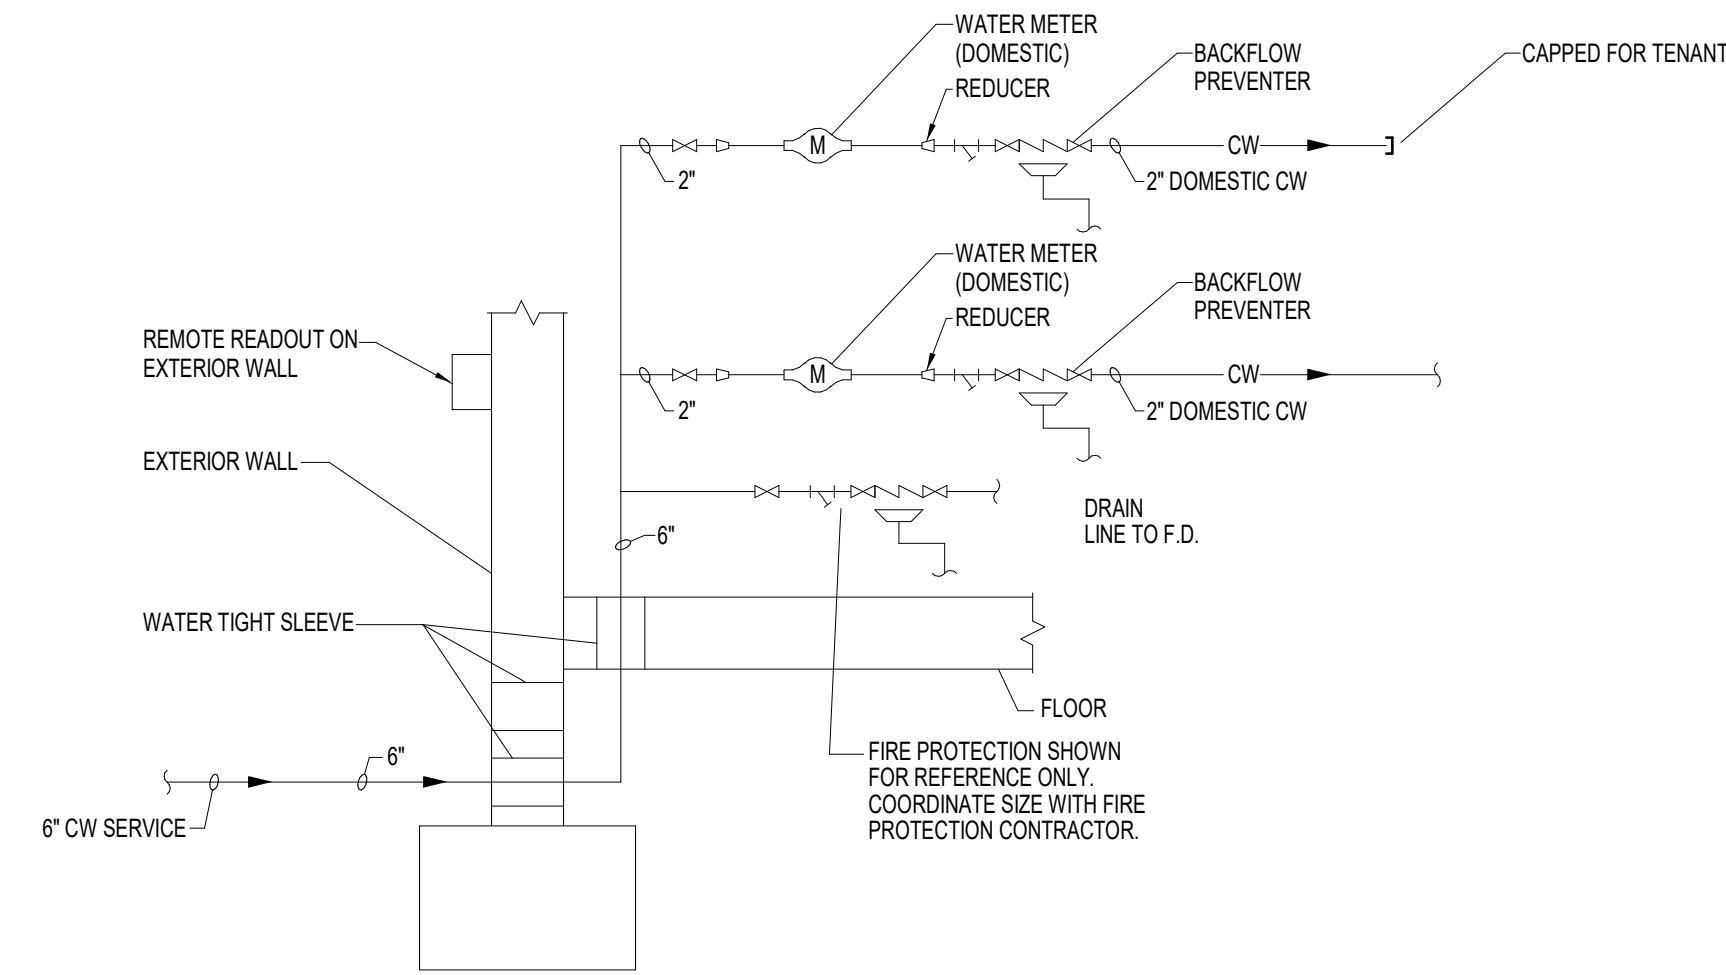 WATER METER
(DOMESTIC)
REDUCER
BACKFLOW
PREVENTER
CAPPED FOR TENANT
M
CW
2"
2" DOMESTIC CW
WATER METER
(DOMESTIC)
REDUCER
BACKFLOW
PREVENTER
M
CW
2"
2" DOMESTIC CW
REMOTE READOUT ON
EXTERIOR WALL
EXTERIOR WALL
DRAIN
LINE TO F.D.
6"
WATER TIGHT SLEEVE
FLOOR
FIRE PROTECTION SHOWN
FOR REFERENCE ONLY.
COORDINATE SIZE WITH FIRE
PROTECTION CONTRACTOR.
6"
6" CW SERVICE